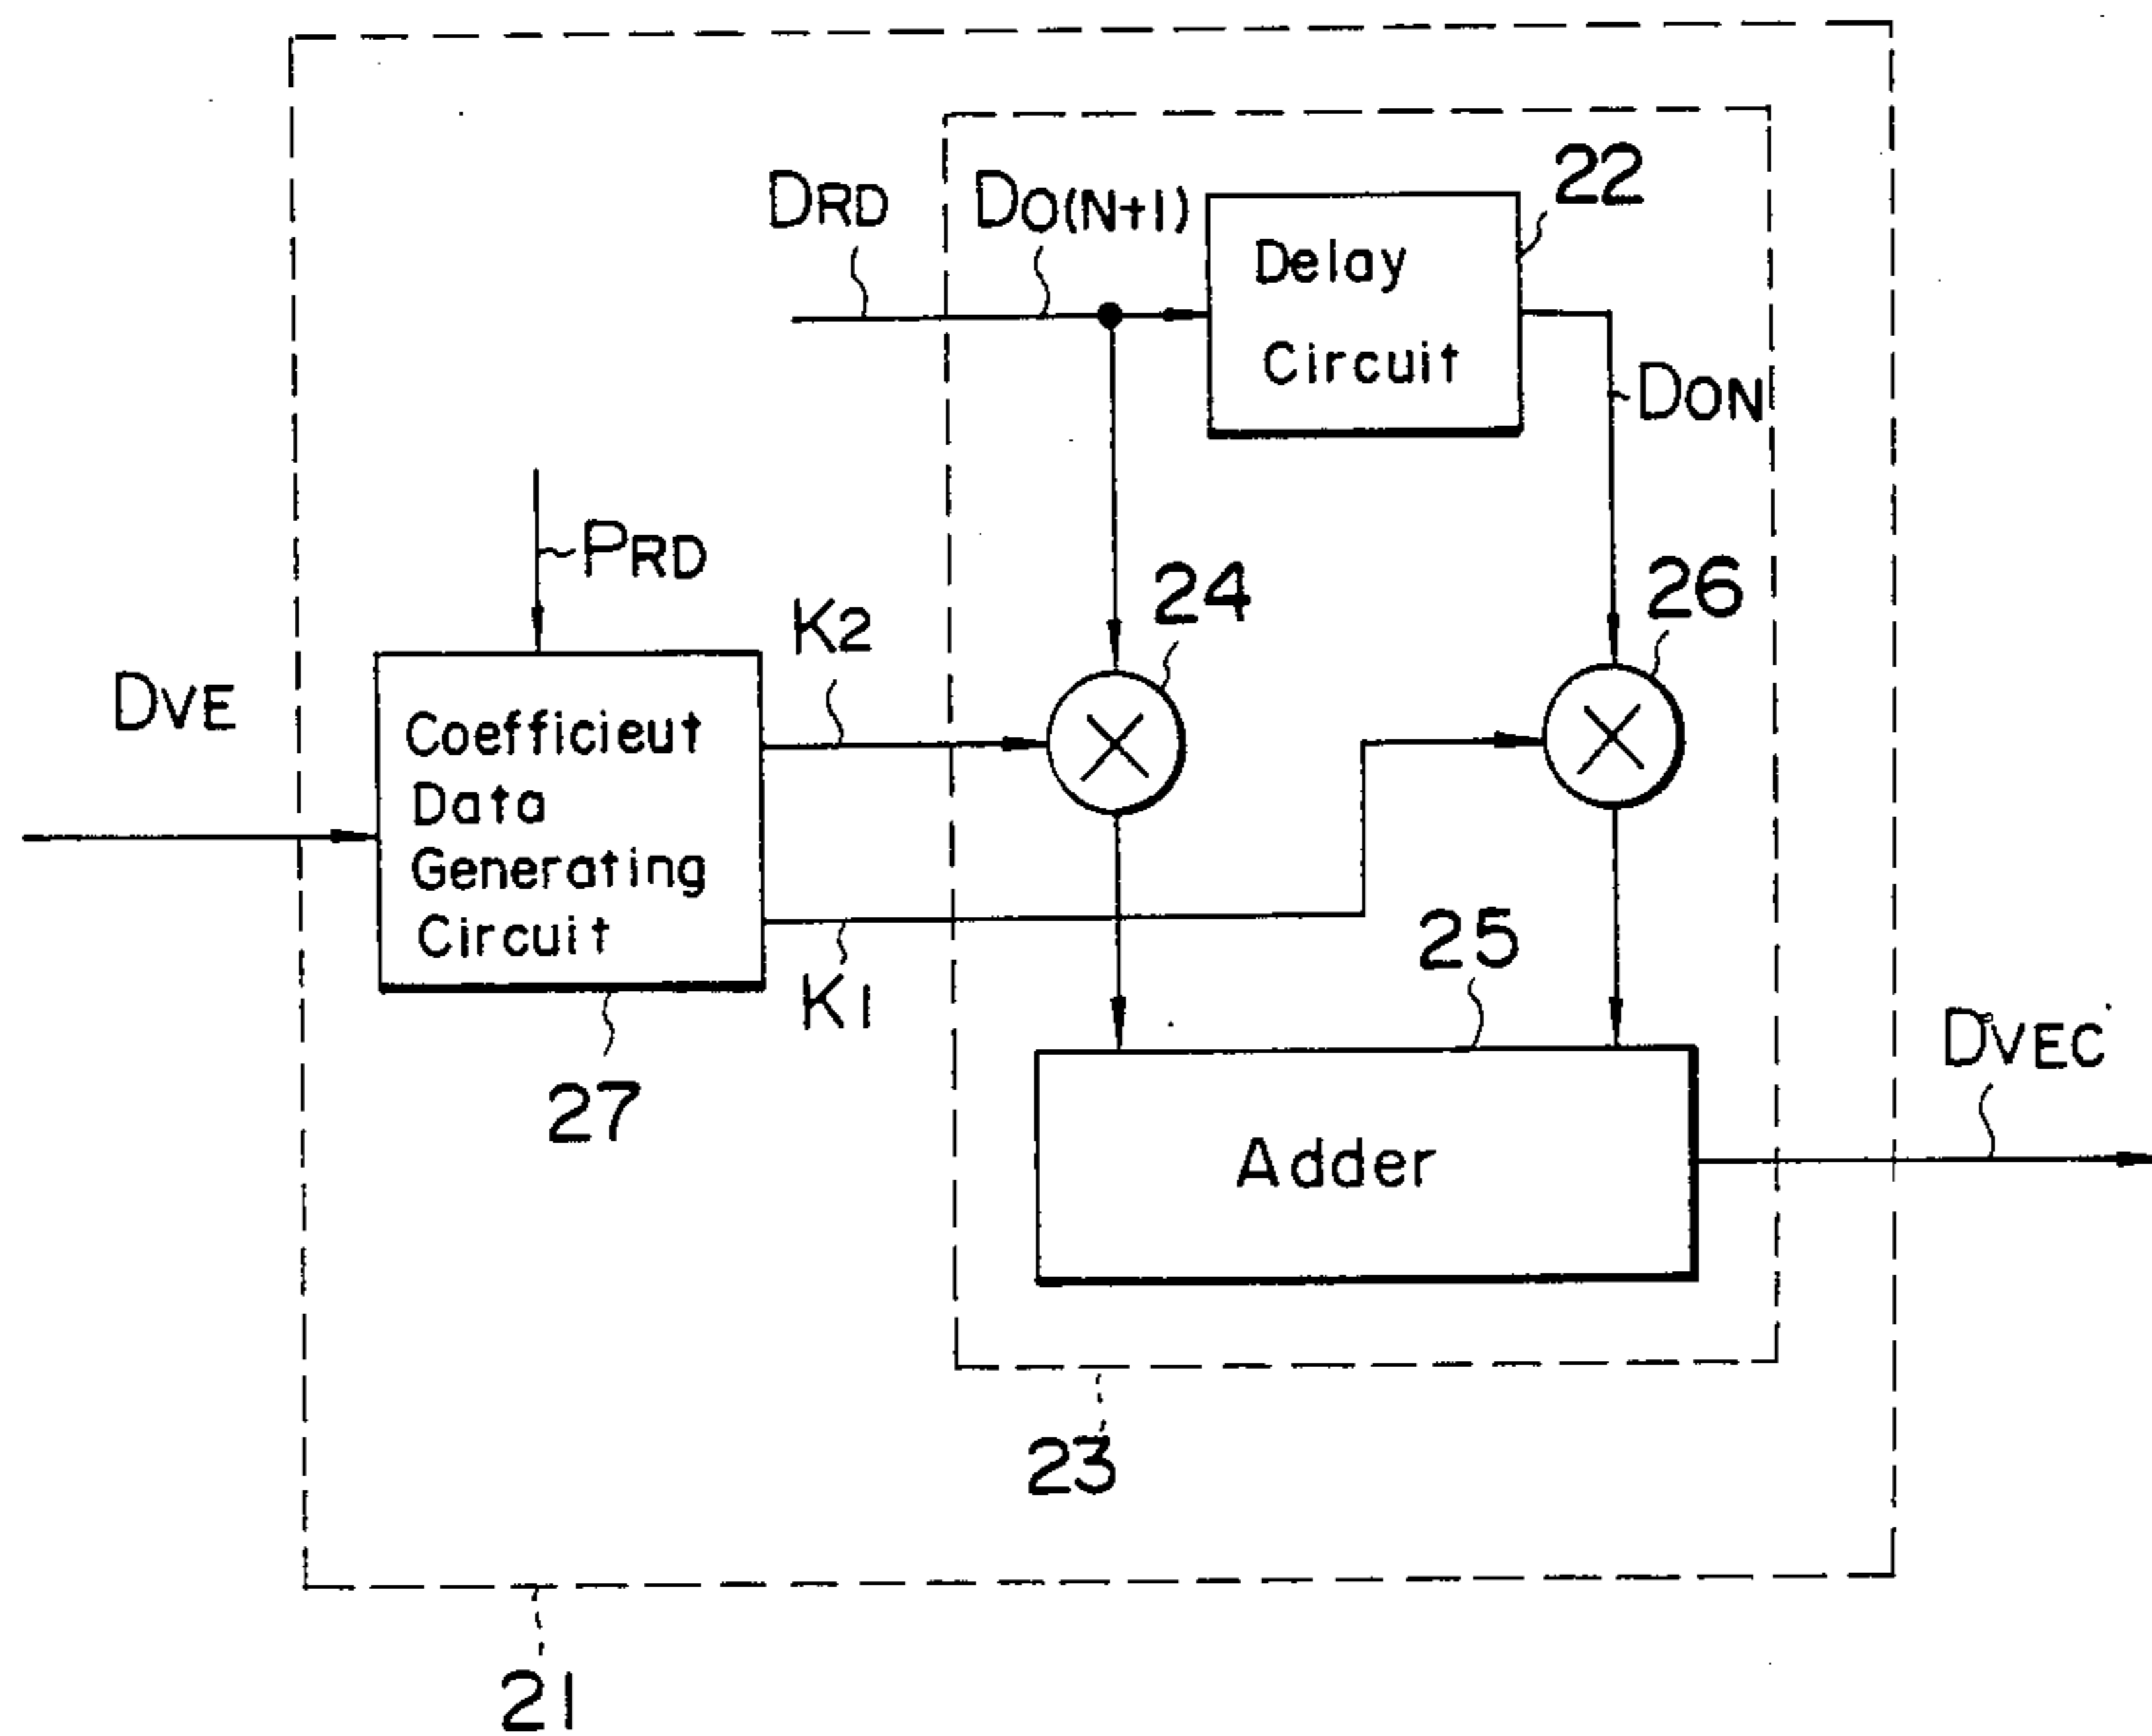 22
DRD
DO(N+1)
Delay
Circuit
DON
PRD
24
26
K2
DVE
Coefficieut
Data
Generating
Circuit
25
K1
DVEC
27
Adder
23
21